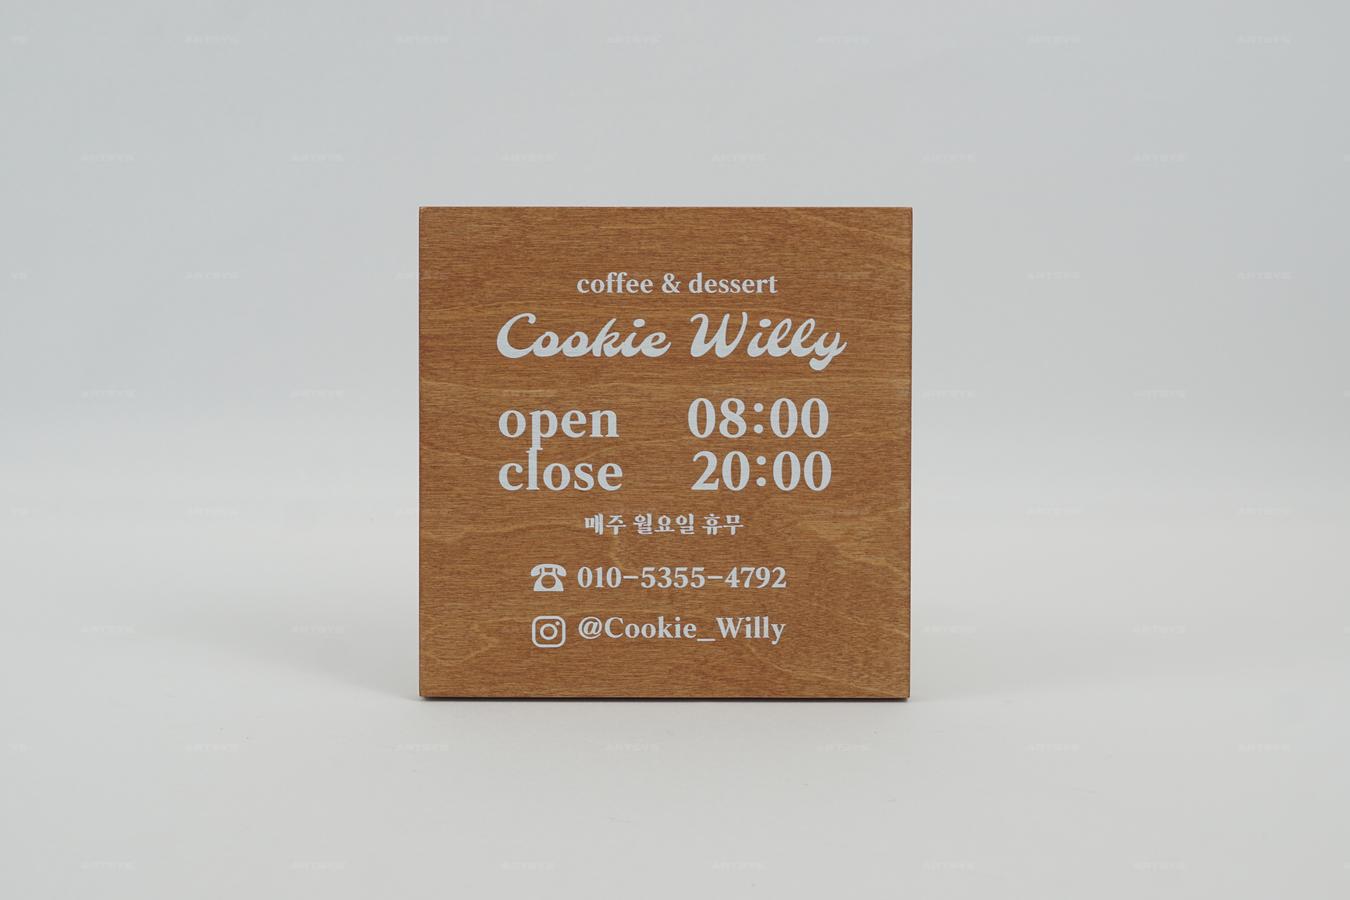 coffee & dessert
Cookie Willy
open 08:00
close 20:00
매주 월요일 휴무
010-5355-4792
@Cookie_Willy
ARTSYS